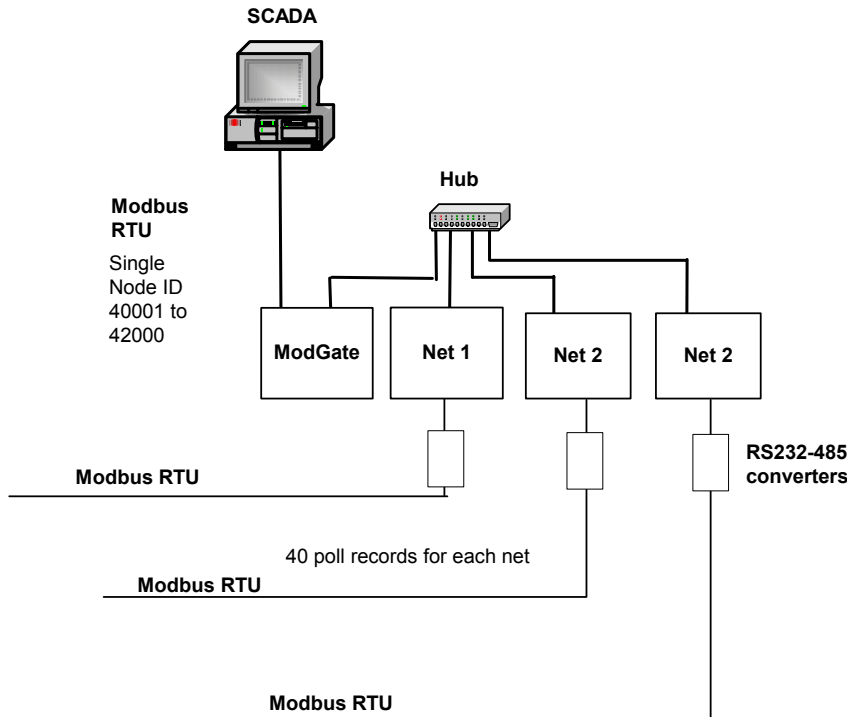 SCADA
Hub
Modbus
RTU
Single
Node ID
40001 to
42000
ModGate
Net 1
Net 2
Net 2
RS232-485
converters
Modbus RTU
40 poll records for each net
Modbus RTU
Modbus RTU